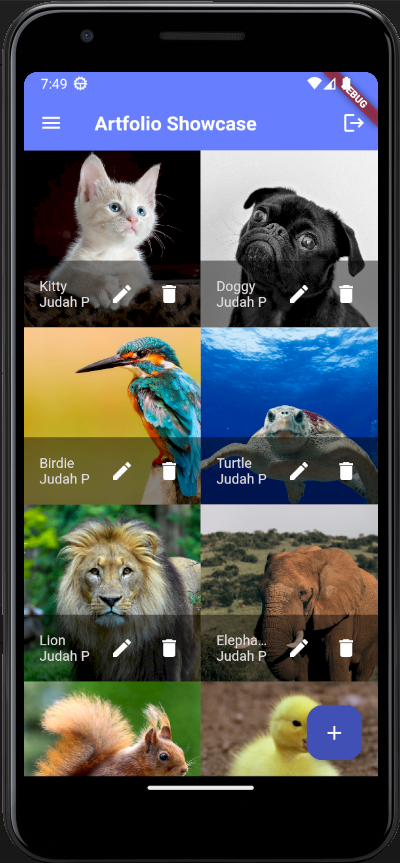 7:49
DEBUG
Artfolio Showcase
Kitty
Judah P
Doggy
Judah P
Birdie
Judah P
Turtle
Judah P
Lion
Judah P
Elepha...
Judah P